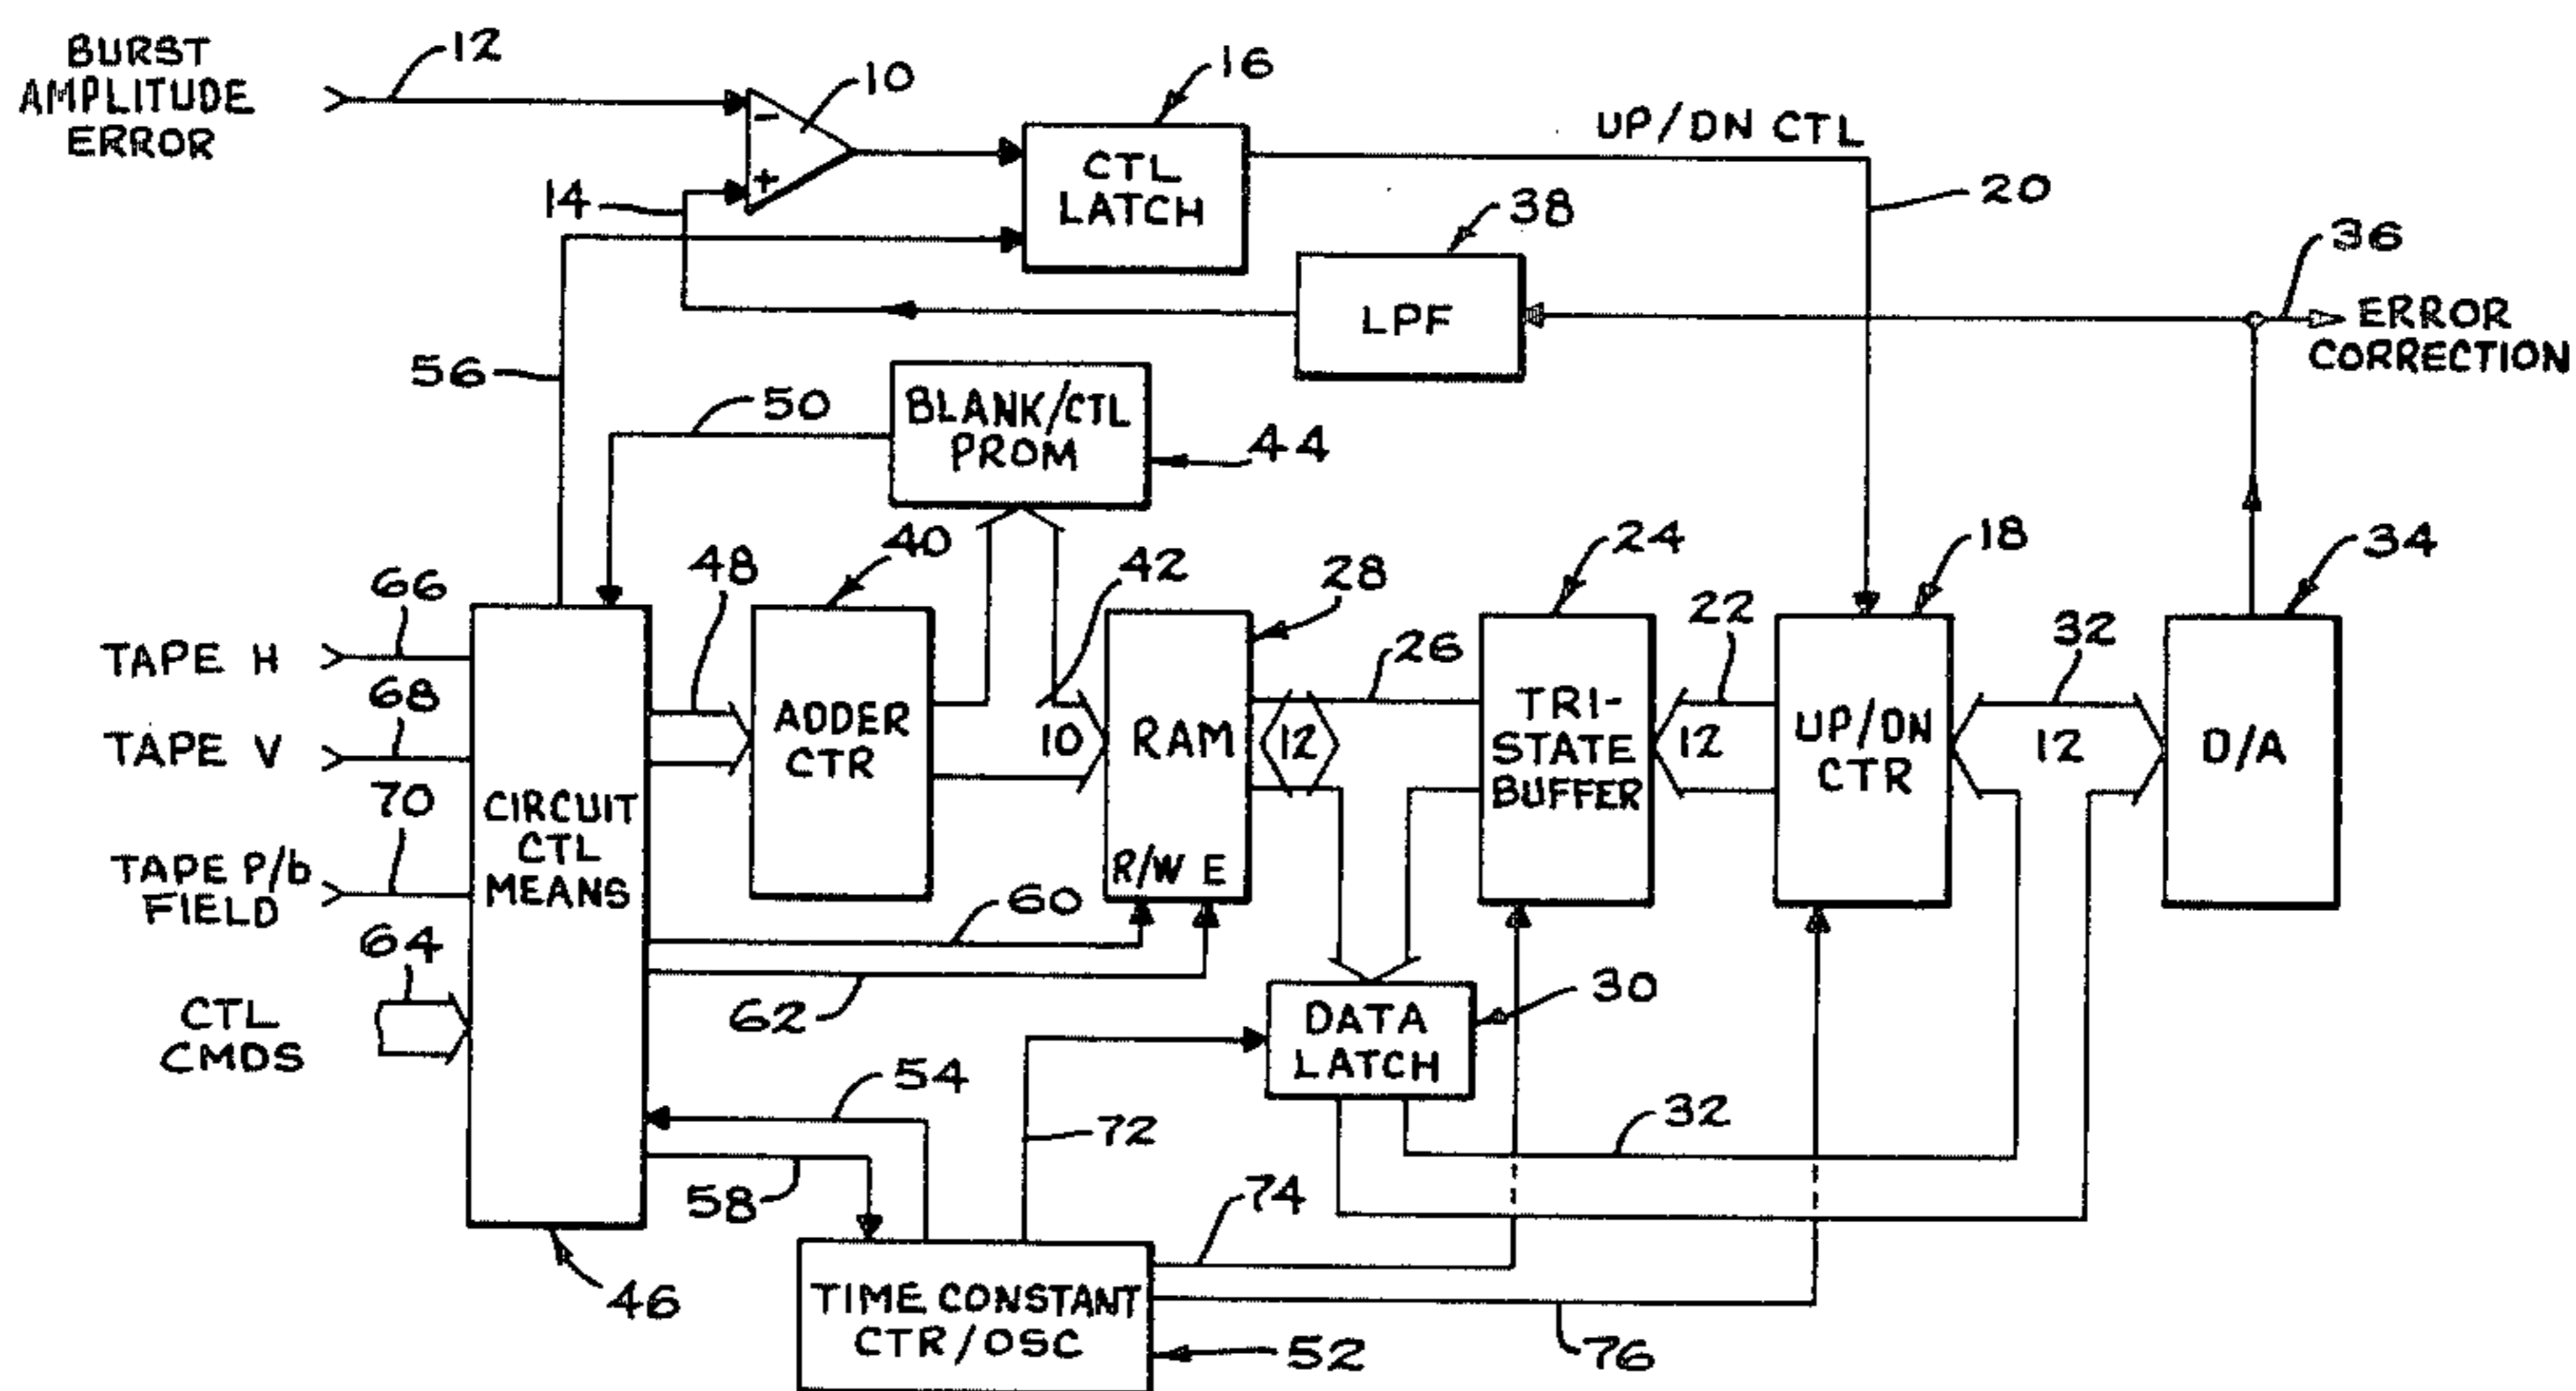 BURST
AMPLITUDE
ERROR
12
10
-
+
14
16
CTL
LATCH
UP/DN CTL
20
38
LPF
36
ERROR
CORRECTION
56
50
BLANK/CTL
PROM
44
66
TAPE H
68
TAPE V
70
TAPE P/b
FIELD
64
CTL
CMDS
CIRCUIT
CTL
MEANS
46
48
40
ADDER
CTR
42
10
28
RAM
R/W E
60
62
12
26
24
TRI-
STATE
BUFFER
22
12
18
UP/DN
CTR
32
12
34
D/A
DATA
LATCH
30
32
54
58
72
74
76
TIME CONSTANT
CTR/OSC
52